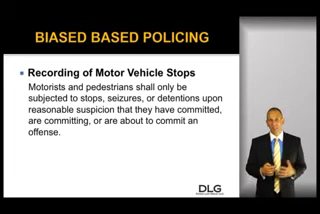 BIASED BASED POLICING
Recording of Motor Vehicle Stops
Motorists and pedestrians shall only be
subjected to stops, seizures, or detentions upon
reasonable suspicion that they have committed,
are committing, or are about to commit an
offense.
DLG